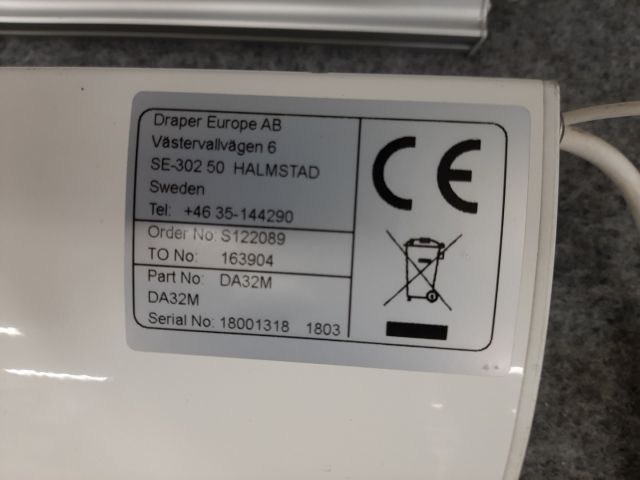 Draper Europe AB
Västervallvägen 6
SE-302 50 HALMSTAD
Sweden
Tel: +46 35-144290
Order No: S122089
TO No: 163904
Part No: DA32M
DA32M
Serial No: 18001318 1803
CE